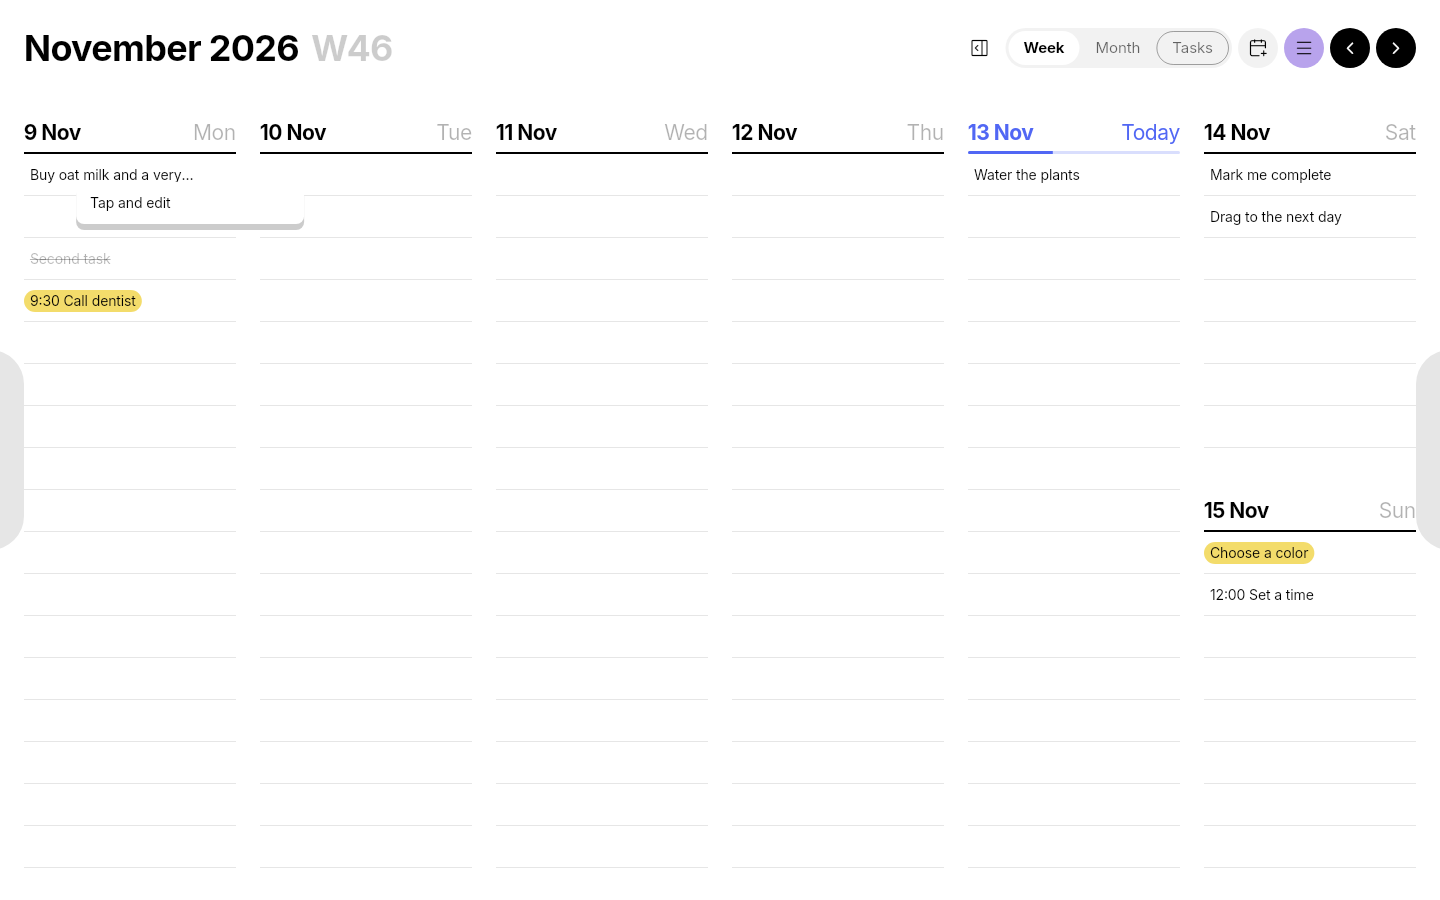 November 2026 W46
Week Month Tasks
9 Nov Mon
Buy oat milk and a very...
Tap and edit
Second task
9:30 Call dentist
10 Nov Tue
11 Nov Wed
12 Nov Thu
13 Nov Today
Water the plants
14 Nov Sat
Mark me complete
Drag to the next day
15 Nov Sun
Choose a color
12:00 Set a time